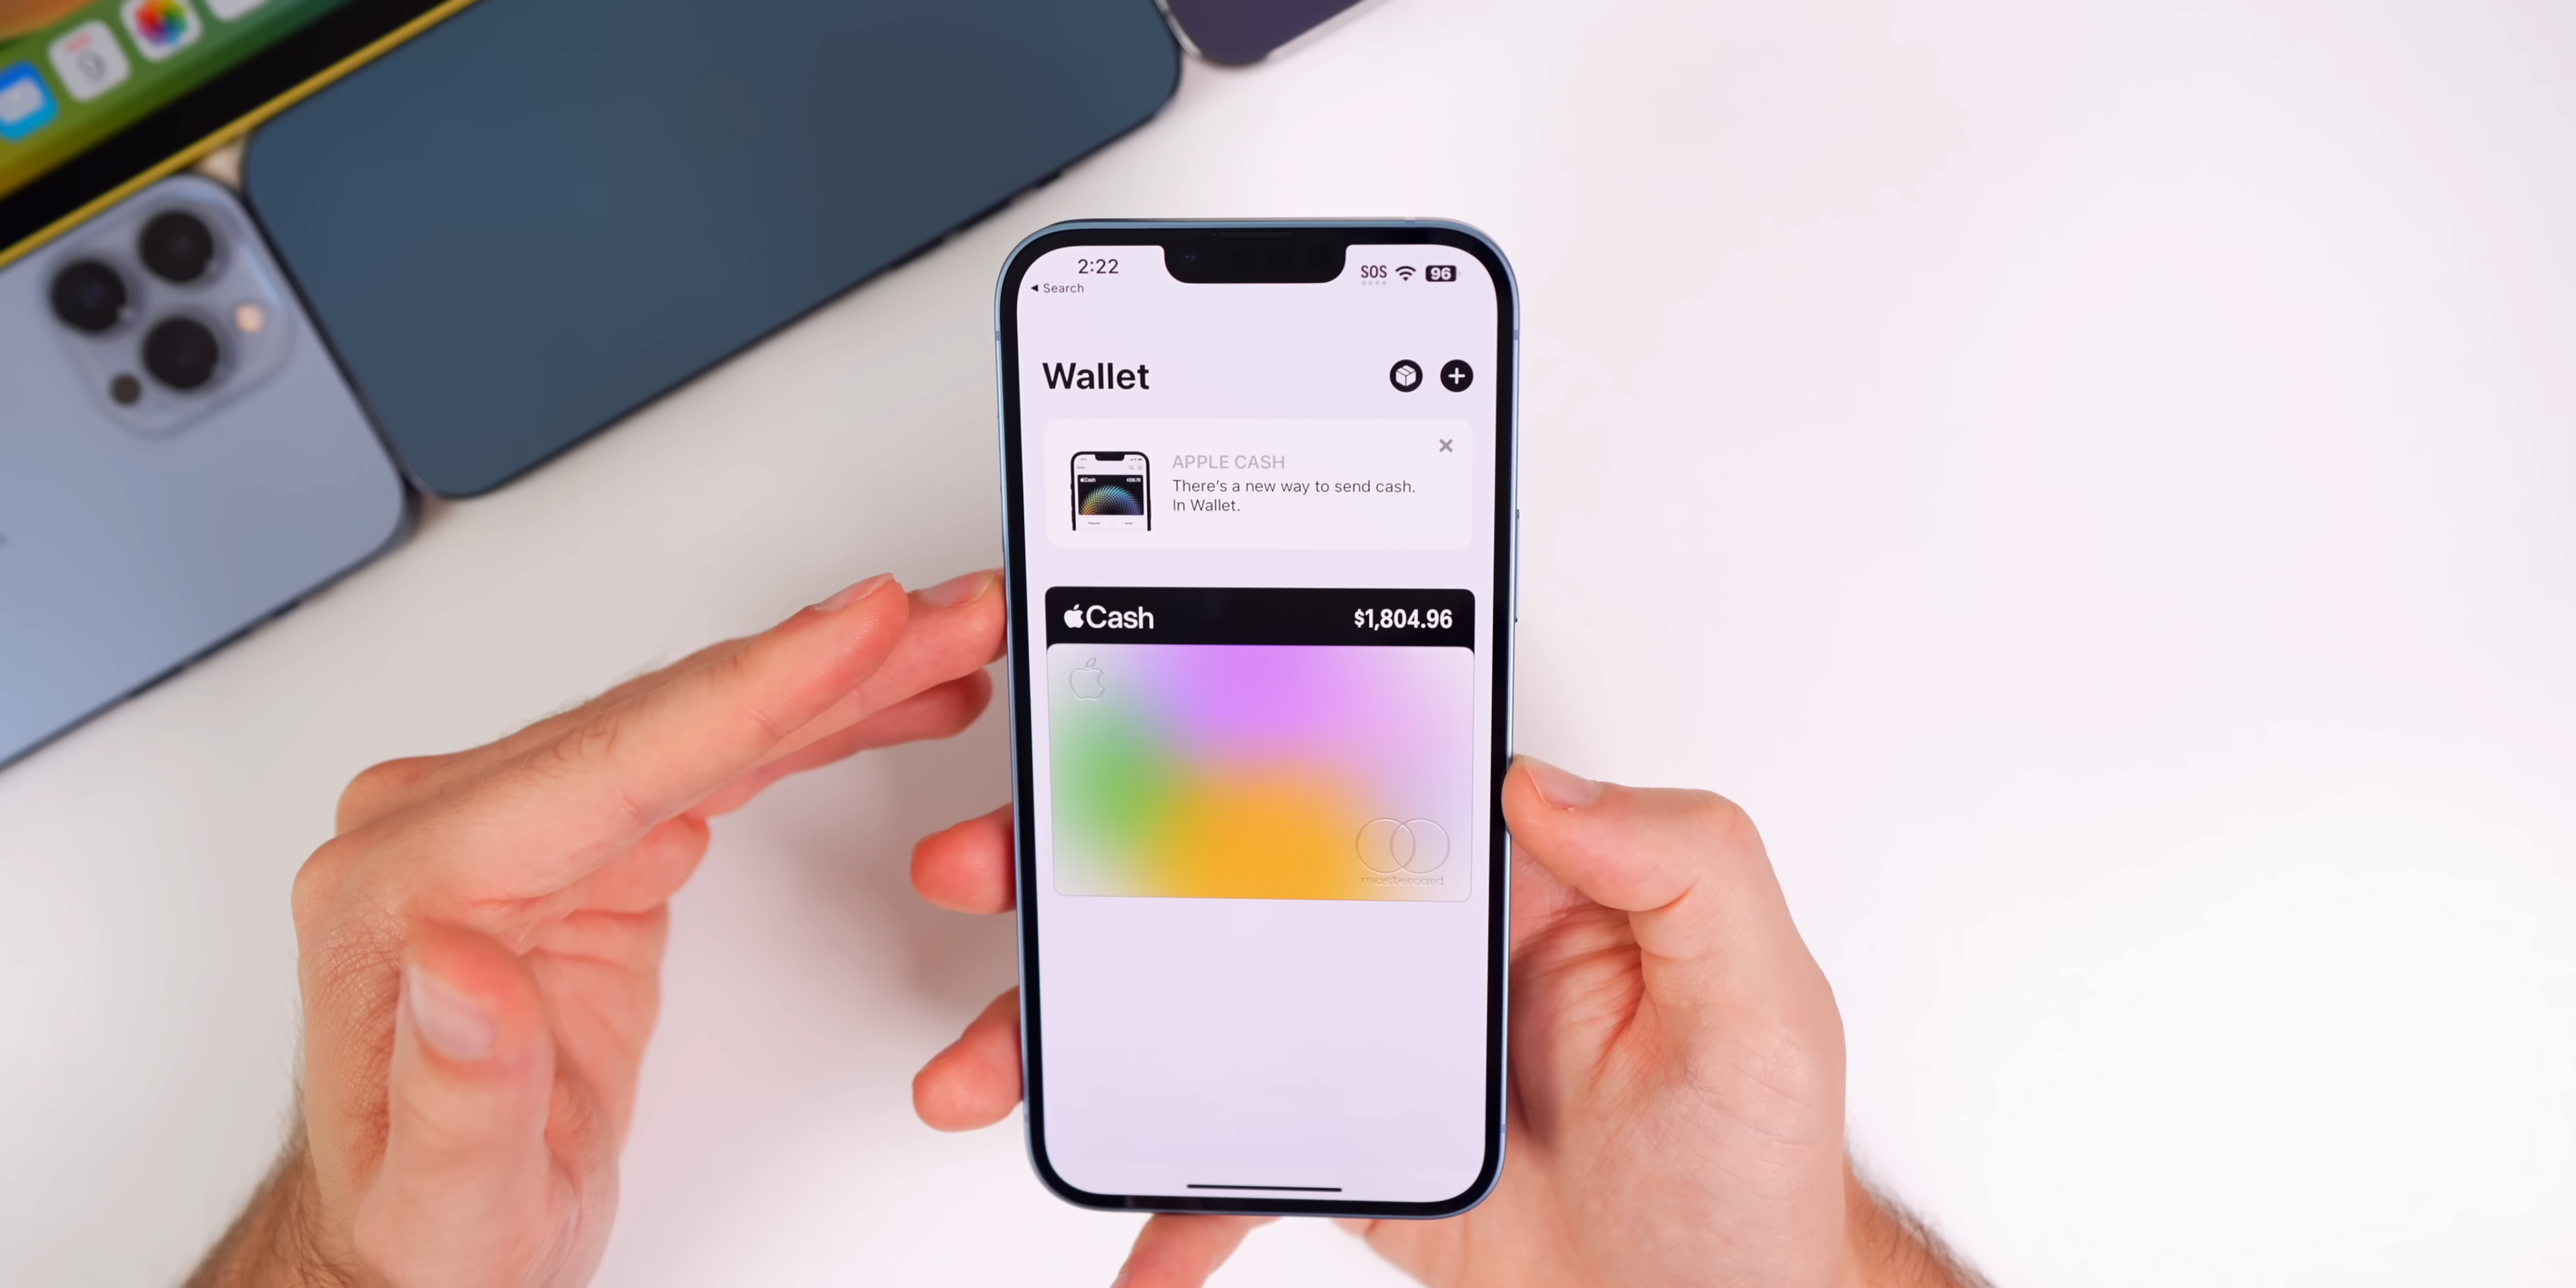 2:22
SOS
96
Search
Wallet
APPLE CASH
There's a new way to send cash.
In Wallet.
Cash
$1,804.96
mastercard